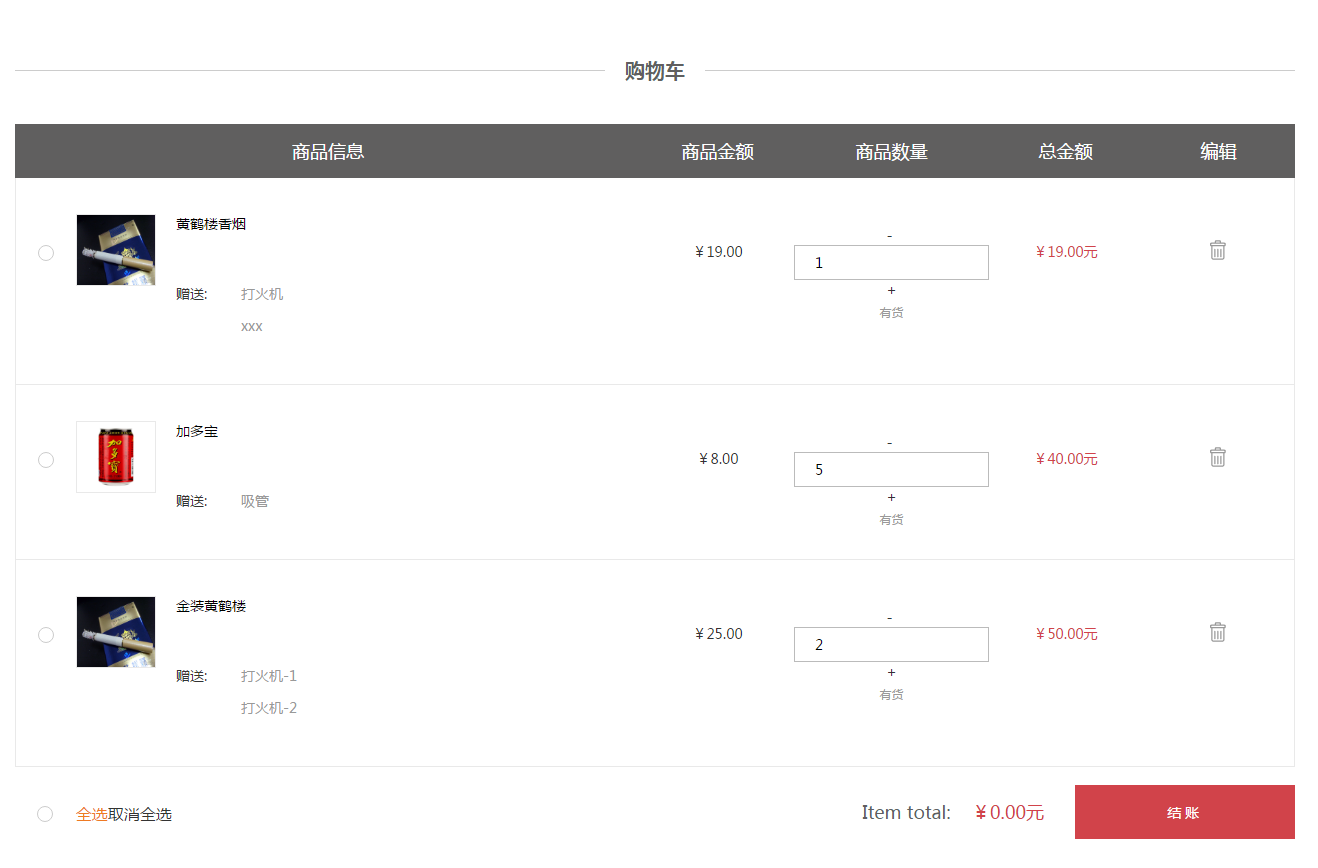 购物车
商品信息 商品金额 商品数量 总金额 编辑
黄鹤楼香烟
-
￥19.00 1 ￥19.00元
+
赠送: 打火机
有货
xxx
加多宝
-
￥8.00 5 ￥40.00元
加多寶
+
赠送: 吸管
有货
金装黄鹤楼
-
￥25.00 2 ￥50.00元
+
赠送: 打火机-1
有货
打火机-2
全选取消全选 Item total: ￥0.00元 结账